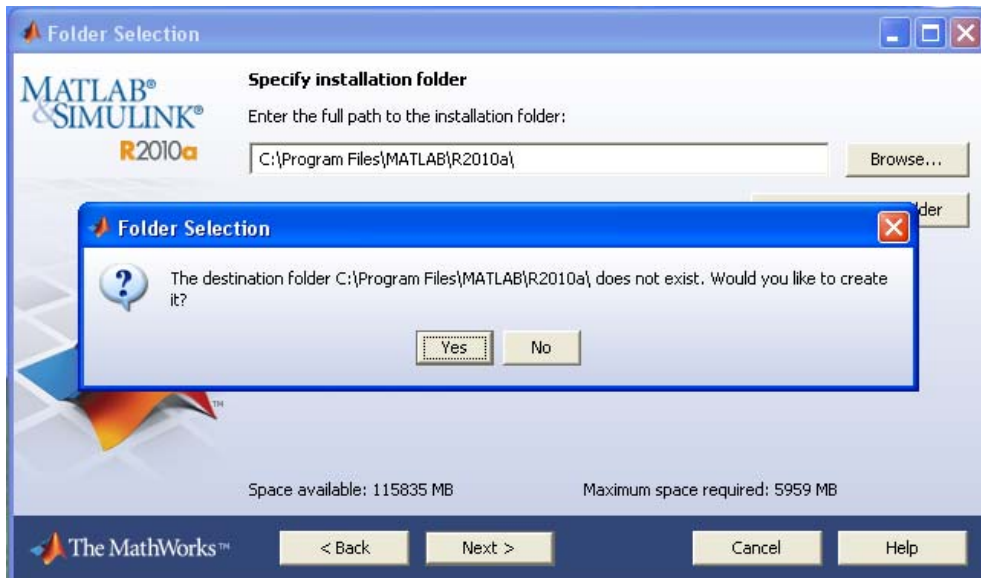 Folder Selection
MATLAB®
&SIMULINK®
R2010a
Specify installation folder
Enter the full path to the installation folder:
C:\Program Files\MATLAB\R2010a\
Browse...
lder
Folder Selection
The destination folder C:\Program Files\MATLAB\R2010a\ does not exist. Would you like to create
it?
Yes
No
TM
Space available: 115835 MB
Maximum space required: 5959 MB
The MathWorks™
< Back
Next >
Cancel
Help